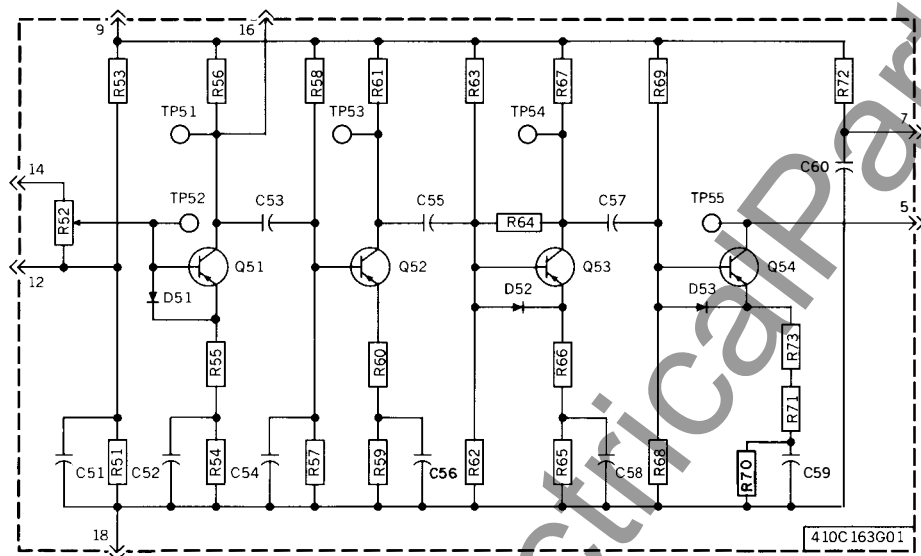 9
16
R53
R56
R58
R61
R63
R67
R69
R72
TP51
TP53
TP54
7
C60
14
R52
TP52
C53
C55
R64
C57
TP55
5
12
Q51
Q52
Q53
Q54
D51
D52
D53
R55
R60
R66
R73
R71
C51
R51
C52
R54
C54
R57
R59
C56
R62
R65
C58
R68
R70
C59
18
410C163G01
ctricalPar